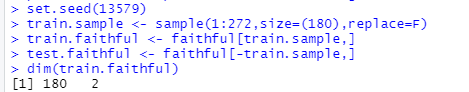 > set.seed(13579)
> train.sample <- sample(1:272,size=(180),replace=F)
> train.faithful <- faithful[train.sample,]
> test.faithful <- faithful[-train.sample,]
> dim(train.faithful)
[1] 180   2